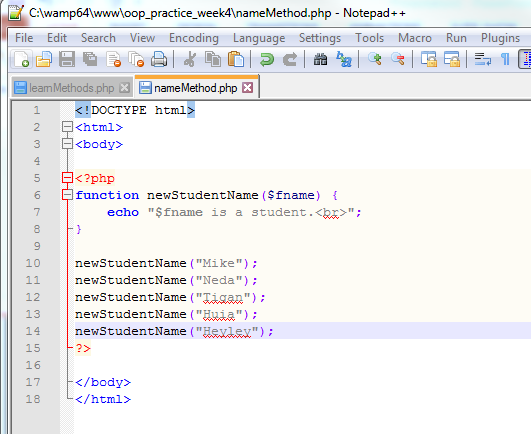 C:\wamp64\www\oop_practice_week4\nameMethod.php - Notepad++
File Edit Search View Encoding Language Settings Tools Macro Run Plugins
learnMethods.php nameMethod.php
1 <!DOCTYPE html>
2 <html>
3 <body>
4
5 <?php
6 function newStudentName($fname) {
7 echo "$fname is a student.<br>";
8 }
9
10 newStudentName("Mike");
11 newStudentName("Neda");
12 newStudentName("Tigan");
13 newStudentName("Huia");
14 newStudentName("Heyley");
15 ?>
16
17 </body>
18 </html>